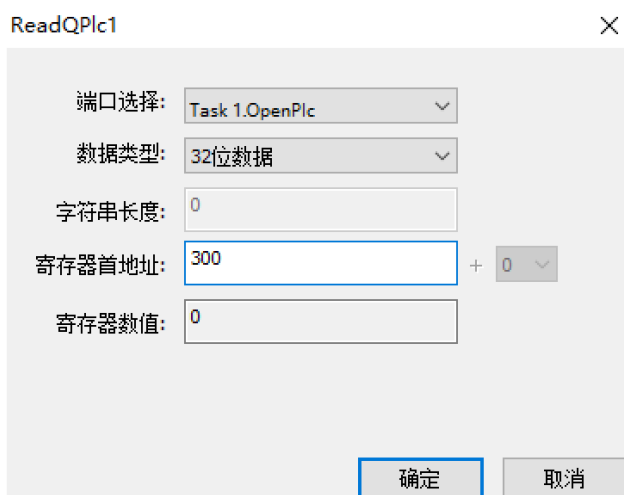 ReadQPlc1
端口选择: Task 1.OpenPlc
数据类型: 32位数据
字符串长度: 0
寄存器首地址: 300 + 0
寄存器数值: 0
确定 取消